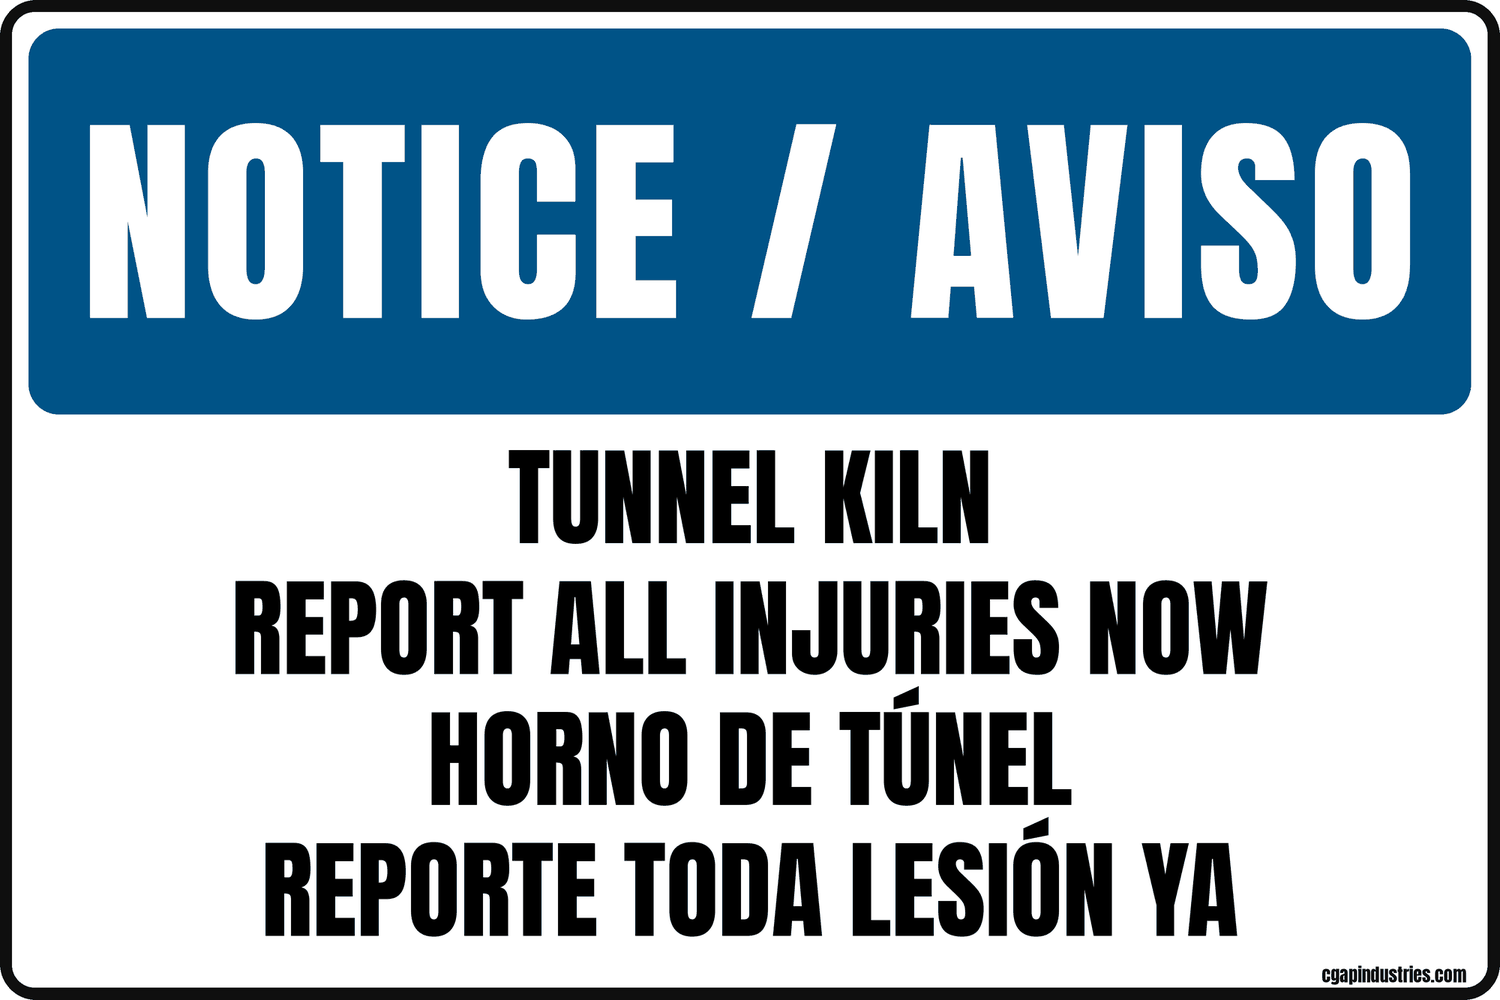 NOTICE / AVISO
TUNNEL KILN
REPORT ALL INJURIES NOW
HORNO DE TÚNEL
REPORTE TODA LESIÓN YA
cgapindustries.com